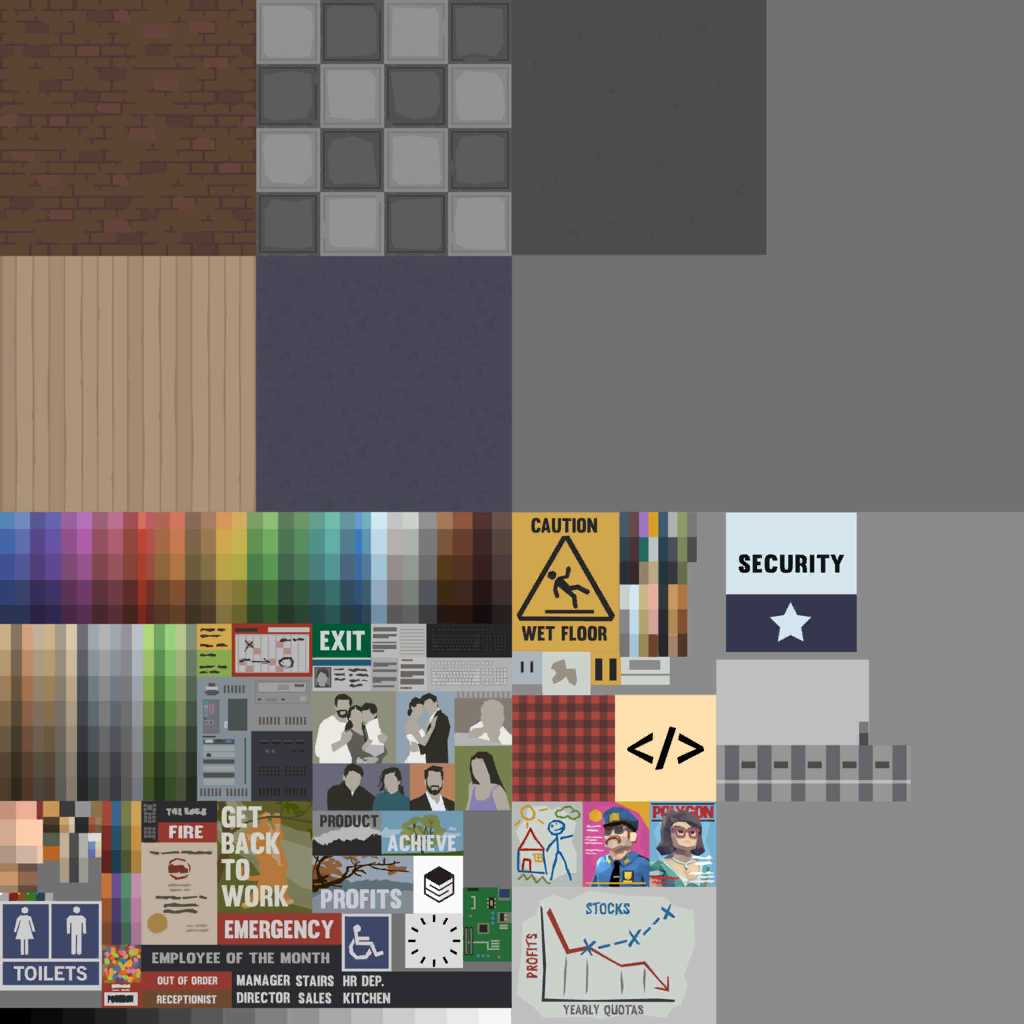 CAUTION
WET FLOOR
SECURITY
EXIT
</>
FIRE
GET
BACK
TO
WORK
PRODUCT
ACHIEVE
PROFITS
POLYGON
EMERGENCY
TOILETS
EMPLOYEE OF THE MONTH
OUT OF ORDER
RECEPTIONIST
MANAGER STAIRS HR DEP.
DIRECTOR SALES KITCHEN
STOCKS
PROFITS
YEARLY QUOTAS